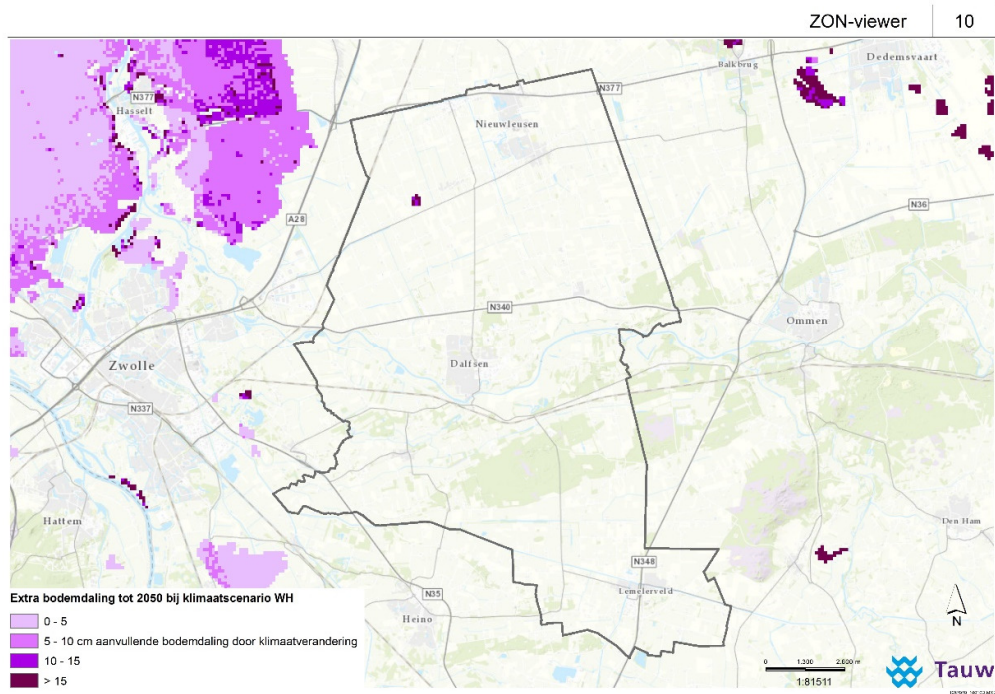 ZON-viewer 10
Dedemsvaart
Balkbrug
N377
Hasselt
N377
Nieuwleusen
N36
A28
N340
Ommen
Zwolle
Dalfsen
N337
Hattem
Den Ham
N348
Lemelerveld
N35
Heino
Extra bodemdaling tot 2050 bij klimaatscenario WH
0 - 5
5 - 10 cm aanvullende bodemdaling door klimaatverandering
10 - 15
> 15
N
0 1.300 2.600 m
1:81511
Tauw